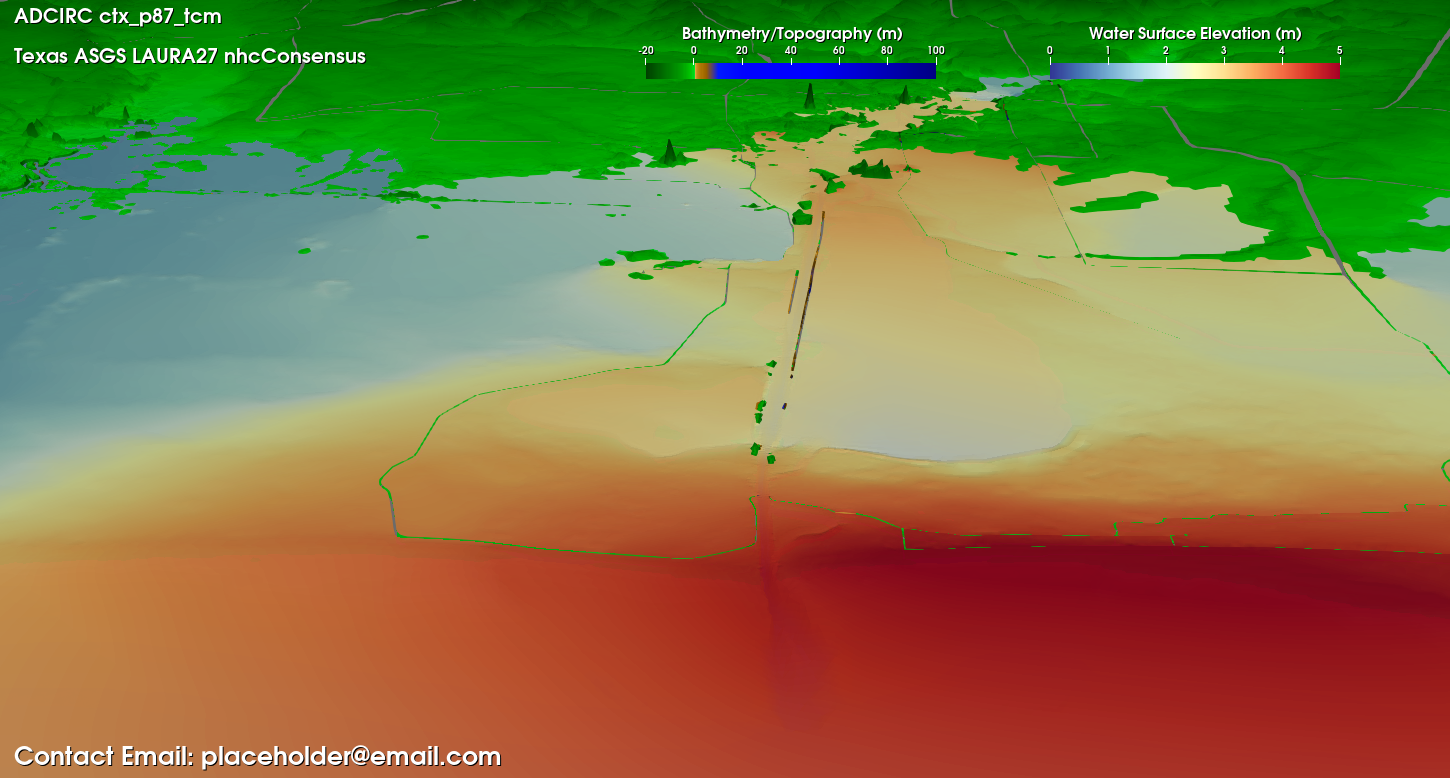 ADCIRC ctx_p87_tcm
Texas ASGS LAURA27 nhcConsensus
Bathymetry/Topography (m)
-20 0 20 40 60 80 100
Water Surface Elevation (m)
0 1 2 3 4 5
Contact Email: placeholder@email.com